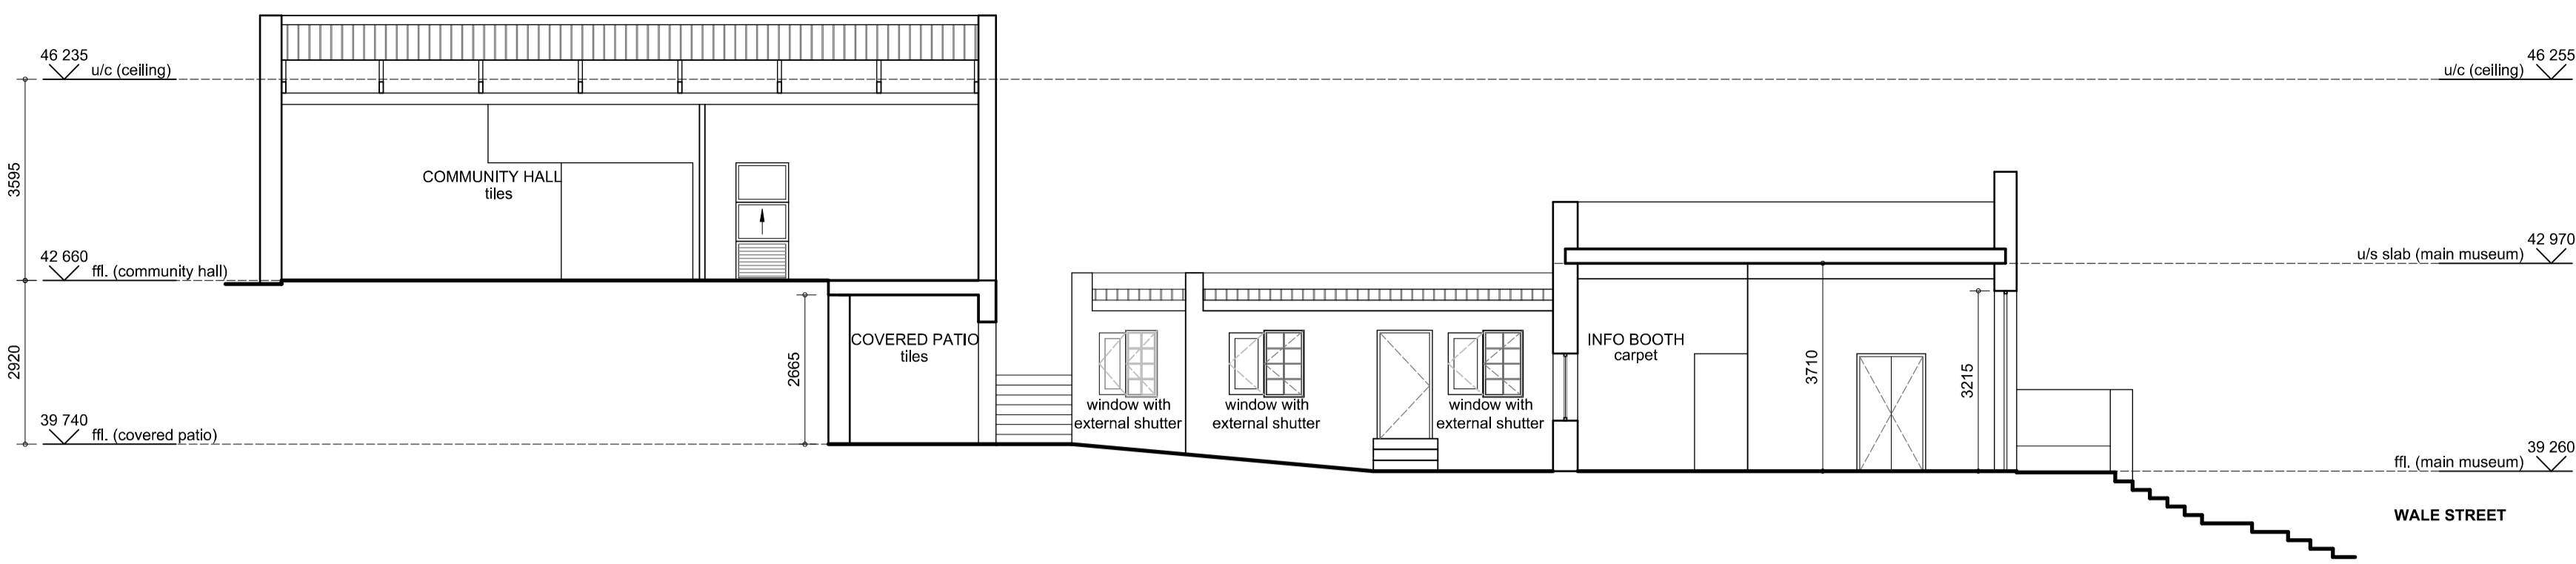 46 235
u/c (ceiling)
46 255
u/c (ceiling)
3595
COMMUNITY HALL
tiles
42 660
ffl. (community hall)
42 970
u/s slab (main museum)
2920
2665
COVERED PATIO
tiles
window with
external shutter
window with
external shutter
window with
external shutter
INFO BOOTH
carpet
3710
3215
39 740
ffl. (covered patio)
39 260
ffl. (main museum)
WALE STREET